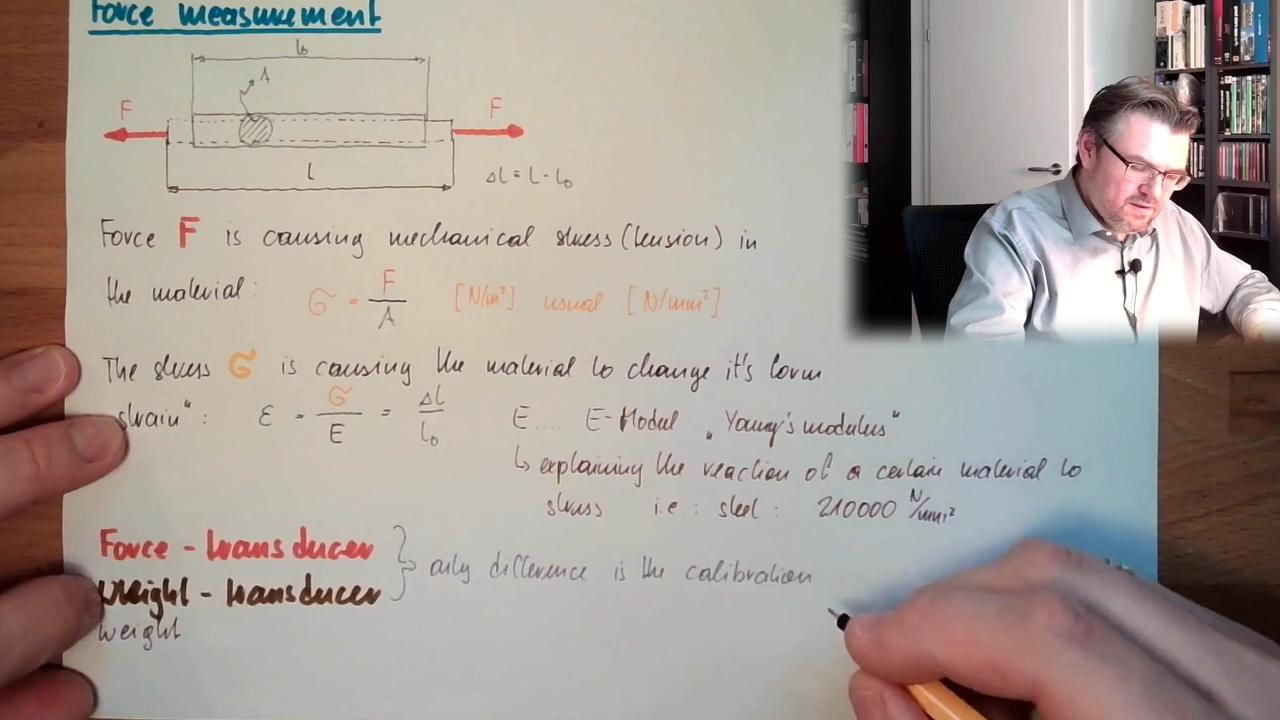 Force measurement
l₀
A
F F
l
Δl = l - l₀
Force F is causing mechanical stress (tension) in
the material: σ = F/A [N/m²] usual [N/mm²]
The stress σ is causing the material to change it's form
"strain": ε = σ/E = Δl/l₀ E.... E-Modul „Young's modulus"
↳ explaining the reaction of a certain material to
stress i.e.: steel: 210000 N/mm²
Force - transducer
Weight - transducer
only difference is the calibration
weight